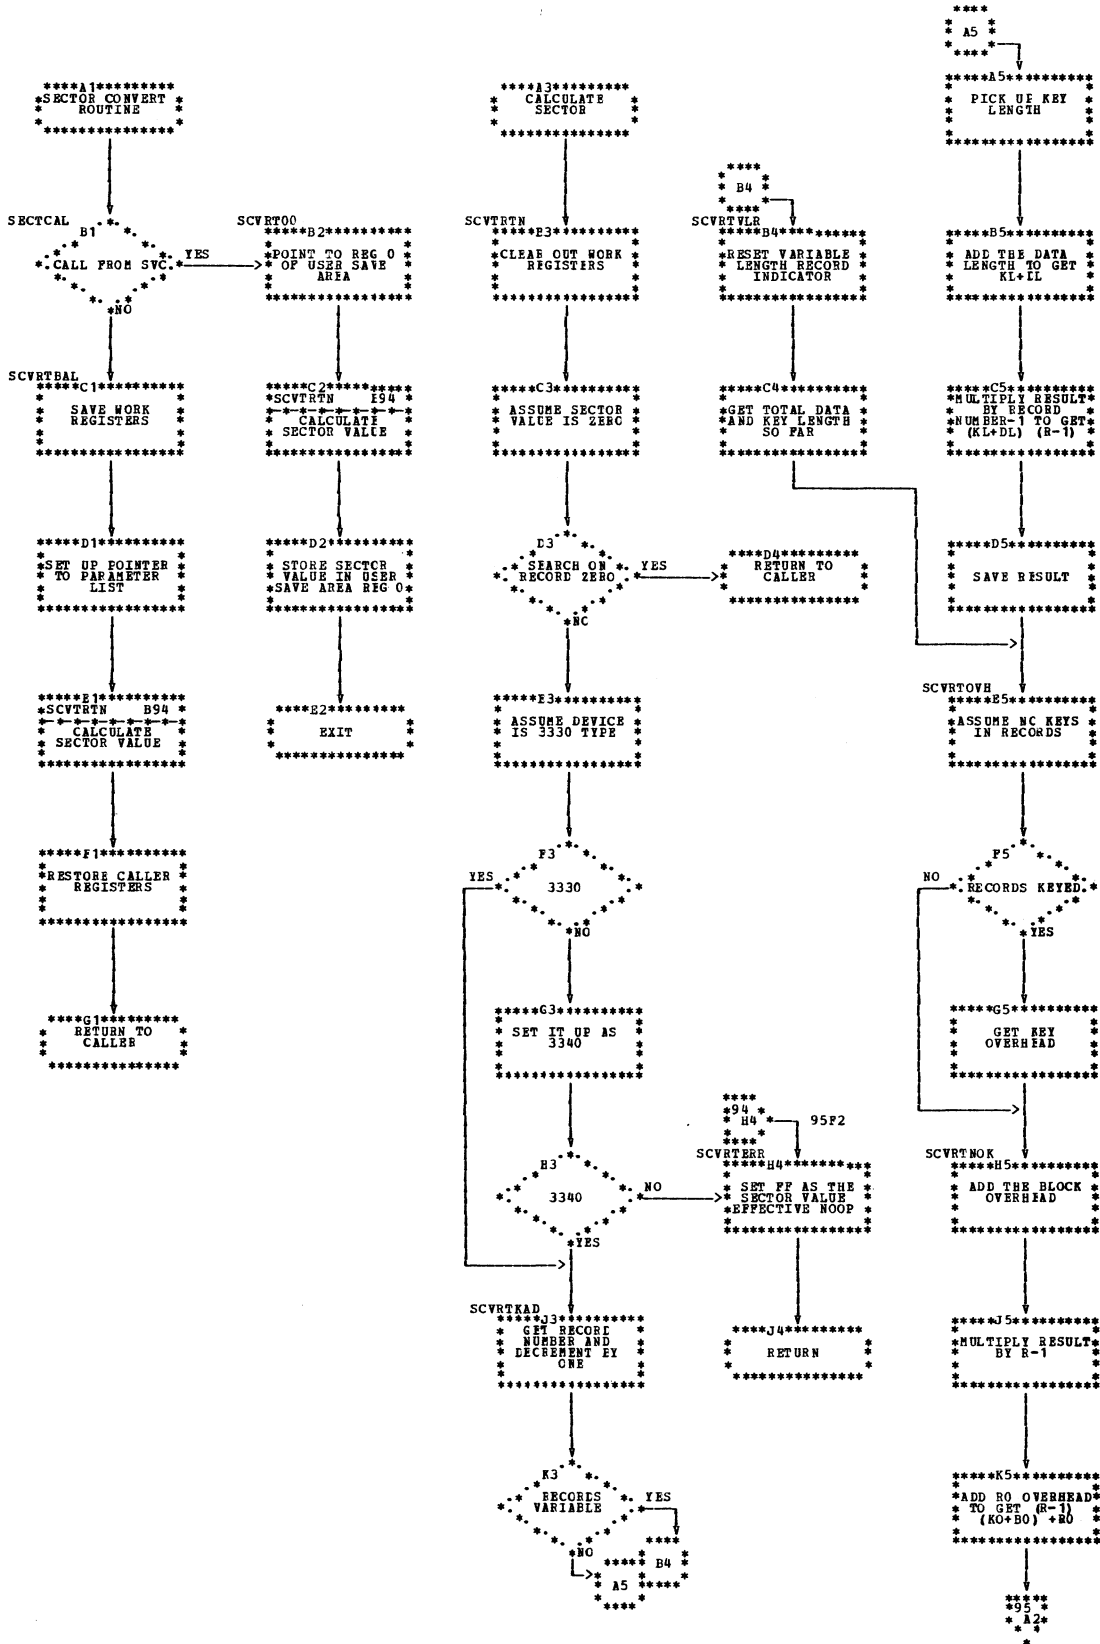 A1
SECTOR CONVERT
ROUTINE
SECTCAL
B1
CALL FROM SVC
YES
NO
SCVRT00
B2
POINT TO REG 0
OF USER SAVE
AREA
SCVRTBAL
C1
SAVE WORK
REGISTERS
C2
SCVTRTN
CALCULATE
SECTOR VALUE
D1
SET UP POINTER
TO PARAMETER
LIST
D2
STORE SECTOR
VALUE IN USER
SAVE AREA REG 0
E1
SCVTRTN B94
CALCULATE
SECTOR VALUE
E2
EXIT
F1
RESTORE CALLER
REGISTERS
G1
RETURN TO
CALLER
A3
CALCULATE
SECTOR
SCVTRTN
B3
CLEAR OUT WORK
REGISTERS
C3
ASSUME SECTOR
VALUE IS ZERO
D3
SEARCH ON
RECORD ZERO
YES
NO
D4
RETURN TO
CALLER
E3
ASSUME DEVICE
IS 3330 TYPE
F3
3330
YES
NO
G3
SET IT UP AS
3340
H3
3340
NO
YES
94
H4
95F2
SCVRTERR
H4
SET FF AS THE
SECTOR VALUE
EFFECTIVE NOOP
J4
RETURN
SCVRTKAD
J3
GET RECORD
NUMBER AND
DECREMENT BY
ONE
K3
RECORDS
VARIABLE
YES
NO
B4
A5
B4
SCVRTVLR
B4
RESET VARIABLE
LENGTH RECORD
INDICATOR
C4
GET TOTAL DATA
AND KEY LENGTH
SO FAR
A5
A5
PICK UP KEY
LENGTH
B5
ADD THE DATA
LENGTH TO GET
KL+DL
C5
MULTIPLY RESULT
BY RECORD
NUMBER-1 TO GET
(KL+DL) (R-1)
D5
SAVE RESULT
SCVRTOVH
E5
ASSUME NO KEYS
IN RECORDS
F5
RECORDS KEYED
NO
YES
G5
GET KEY
OVERHEAD
SCVRTNOK
H5
ADD THE BLOCK
OVERHEAD
J5
MULTIPLY RESULT
BY R-1
K5
ADD R0 OVERHEAD
TO GET (R-1)
(KO+BO) +R0
95
A2